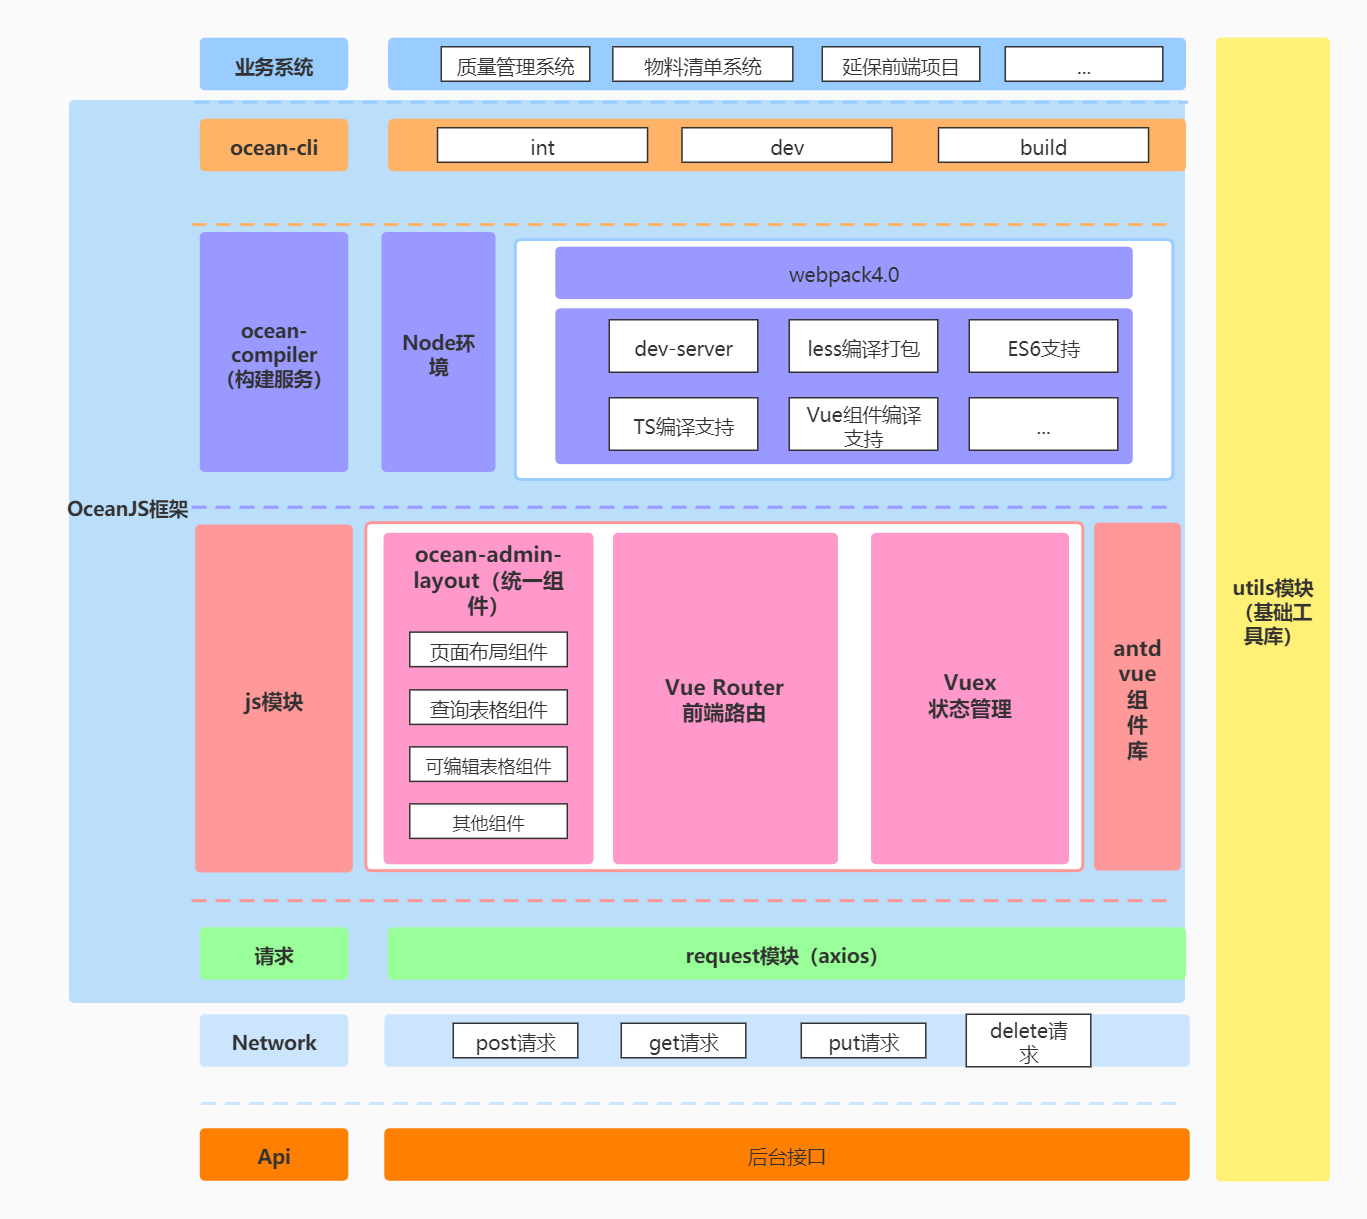 业务系统
质量管理系统
物料清单系统
延保前端项目
...
ocean-cli
int
dev
build
ocean-
compiler
（构建服务）
Node环
境
webpack4.0
dev-server
less编译打包
ES6支持
TS编译支持
Vue组件编译
支持
...
OceanJS框架
js模块
ocean-admin-
layout（统一组
件）
页面布局组件
查询表格组件
可编辑表格组件
其他组件
Vue Router
前端路由
Vuex
状态管理
antd
vue
组
件
库
utils模块
（基础工
具库）
请求
request模块（axios）
Network
post请求
get请求
put请求
delete请
求
Api
后台接口